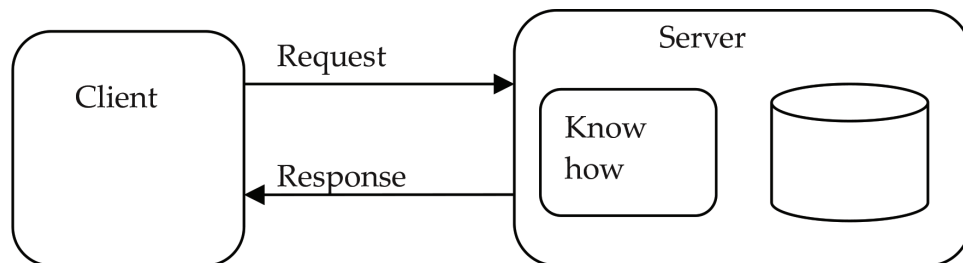 Client
Request
Response
Server
Know
how